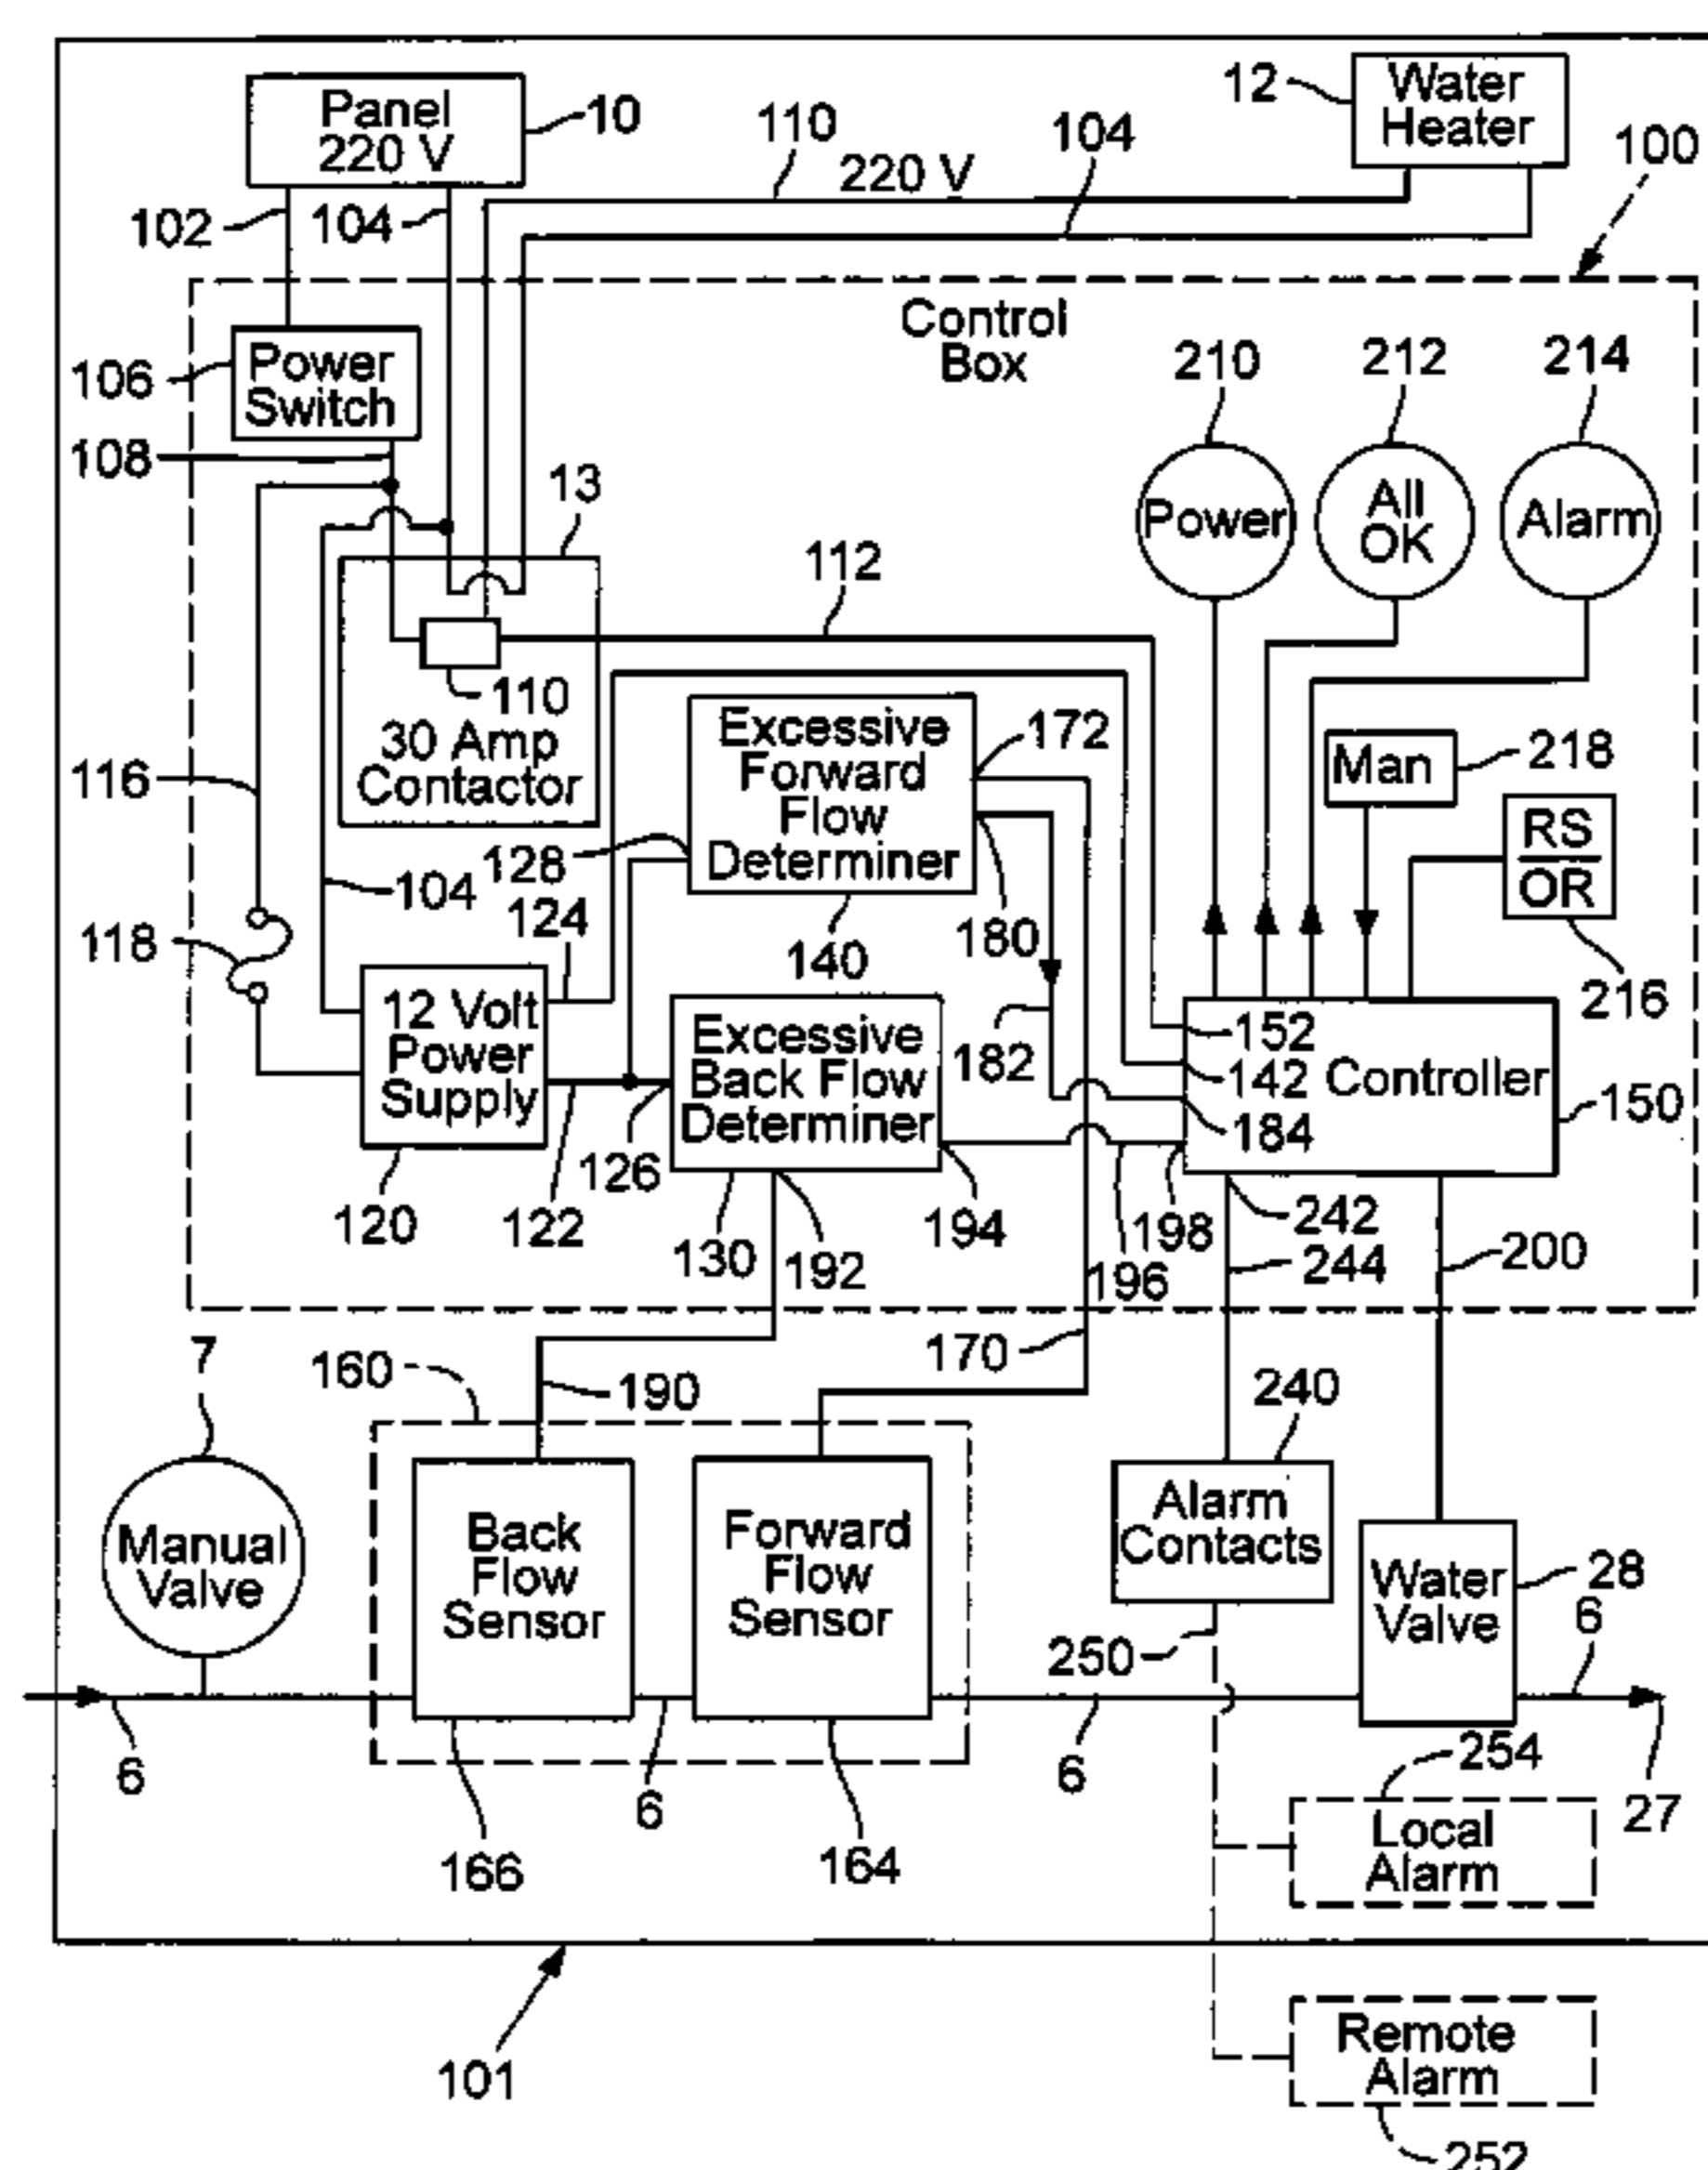 Panel
220 V
10
110
220 V
104
12
Water
Heater
100
102
104
Control
Box
106
Power
Switch
108
210
212
214
Power
All
OK
Alarm
13
112
110
30 Amp
Contactor
116
118
104
124
128
Excessive
Forward
Flow
Determiner
172
180
140
Man
218
RS
OR
216
12 Volt
Power
Supply
120
122
126
Excessive
Back Flow
Determiner
130
192
194
182
196
198
152
142
184
Controller
150
242
244
200
7
160
190
170
240
Manual
Valve
Back
Flow
Sensor
Forward
Flow
Sensor
Alarm
Contacts
Water
Valve
28
6
250
6
6
6
166
164
254
27
Local
Alarm
101
Remote
Alarm
252